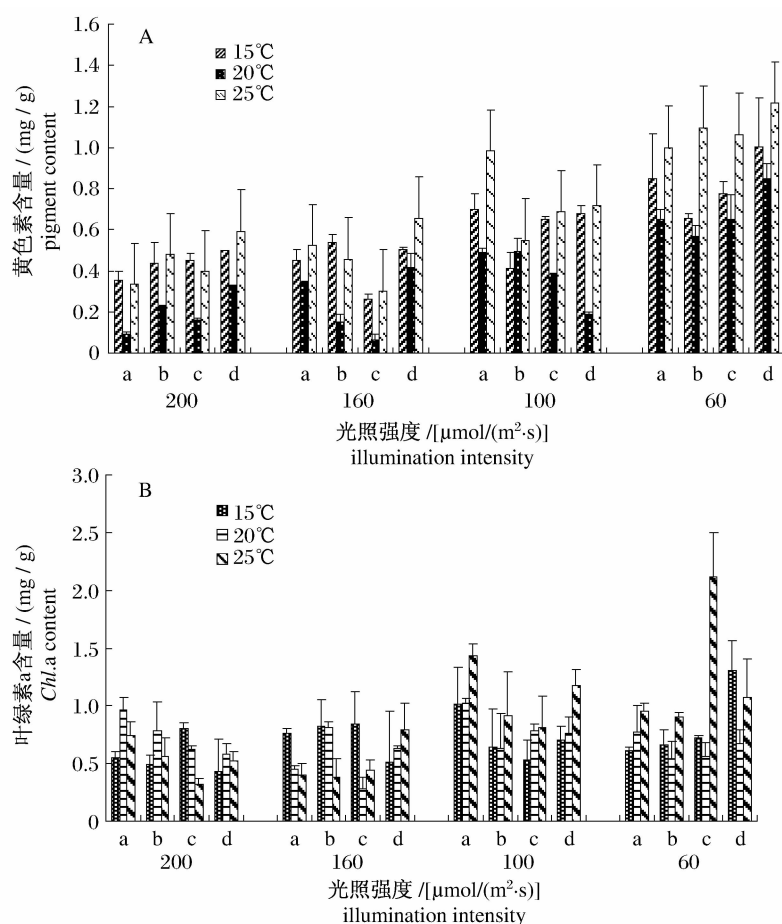 A
15℃
20℃
25℃
黄色素含量 / (mg / g)
pigment content
1.6
1.4
1.2
1.0
0.8
0.6
0.4
0.2
0
a b c d a b c d a b c d a b c d
200 160 100 60
光照强度 /[μmol/(m²·s)]
illumination intensity
B
15℃
20℃
25℃
叶绿素a含量 / (mg / g)
Chl.a content
3.0
2.5
2.0
1.5
1.0
0.5
0
a b c d a b c d a b c d a b c d
200 160 100 60
光照强度 /[μmol/(m²·s)]
illumination intensity